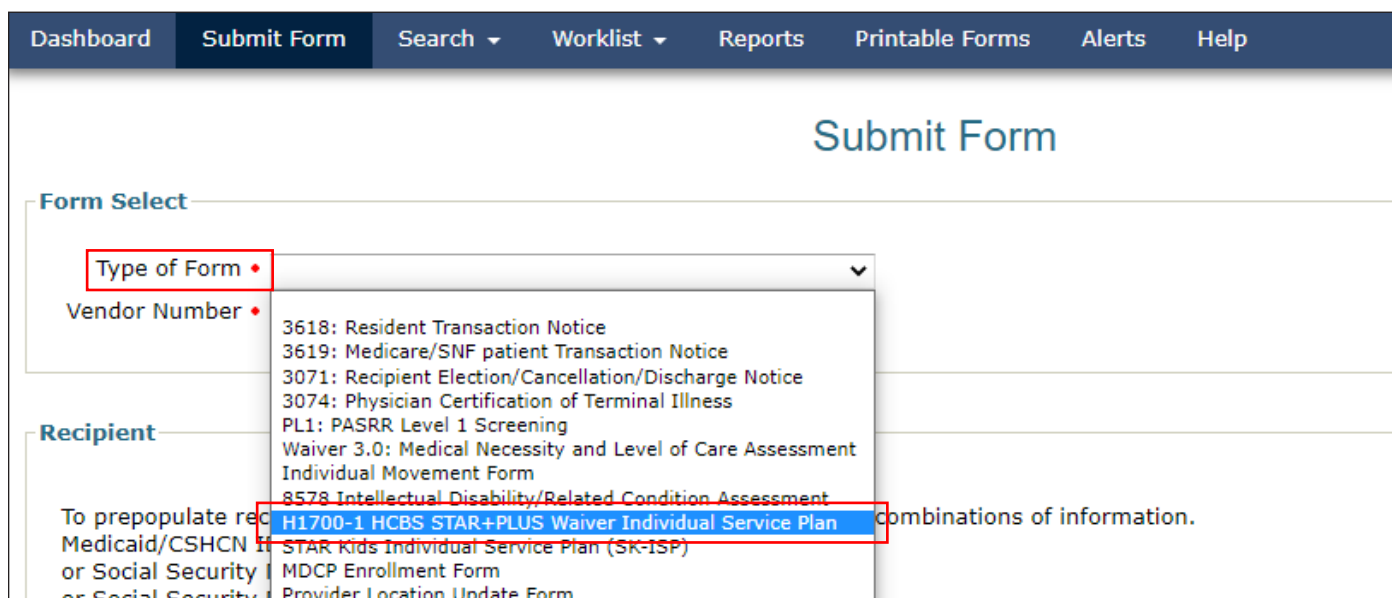 Dashboard Submit Form Search Worklist Reports Printable Forms Alerts Help
Submit Form
Form Select
Type of Form
Vendor Number
3618: Resident Transaction Notice
3619: Medicare/SNF patient Transaction Notice
3071: Recipient Election/Cancellation/Discharge Notice
3074: Physician Certification of Terminal Illness
PL1: PASRR Level 1 Screening
Waiver 3.0: Medical Necessity and Level of Care Assessment
Individual Movement Form
8578 Intellectual Disability/Related Condition Assessment
H1700-1 HCBS STAR+PLUS Waiver Individual Service Plan
STAR Kids Individual Service Plan (SK-ISP)
MDCP Enrollment Form
Provider Location Update Form
Recipient
To prepopulate combinations of information.
Medicaid/CSHCN
or Social Security
or Social Security